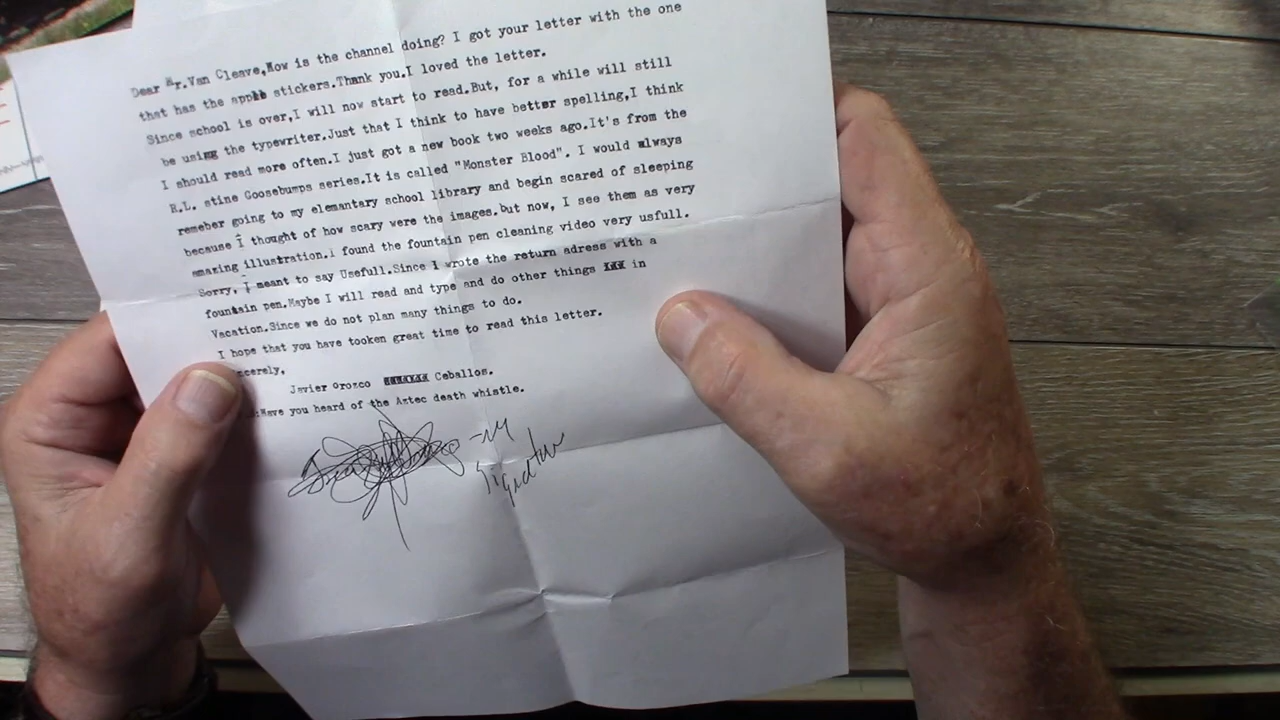 Dear Mr.Van Cleave,How is the channel doing? I got your letter with the one
that has the stickers.Thank you.I loved the letter.
Since school is over,I will now start to read.But, for a while will still
be using the typewriter.Just that I think to have better spelling,I think
I should read more often.I just got a new book two weeks ago.It's from the
R.L. stine Goosebumps series.It is called "Monster Blood". I would always
remeber going to my elemantary school library and begin scared of sleeping
because I thought of how scary were the images.but now, I see them as very
amazing illustration.I found the fountain pen cleaning video very usfull.
Sorry, I meant to say Usefull.Since I wrote the return adress with a
fountain pen.Maybe I will read and type and do other things in
Vacation.Since we do not plan many things to do.
I hope that you have tooken great time to read this letter.
ncerely,
Javier Orozco Ceballos.
:Have you heard of the Aztec death whistle.
-my
Signature